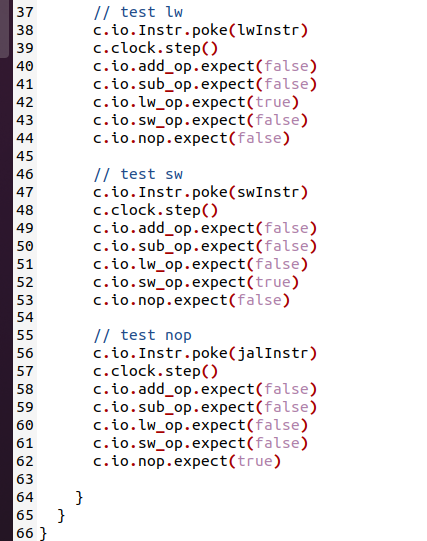 37 // test lw
38 c.io.Instr.poke(lwInstr)
39 c.clock.step()
40 c.io.add_op.expect(false)
41 c.io.sub_op.expect(false)
42 c.io.lw_op.expect(true)
43 c.io.sw_op.expect(false)
44 c.io.nop.expect(false)
45
46 // test sw
47 c.io.Instr.poke(swInstr)
48 c.clock.step()
49 c.io.add_op.expect(false)
50 c.io.sub_op.expect(false)
51 c.io.lw_op.expect(false)
52 c.io.sw_op.expect(true)
53 c.io.nop.expect(false)
54
55 // test nop
56 c.io.Instr.poke(jalInstr)
57 c.clock.step()
58 c.io.add_op.expect(false)
59 c.io.sub_op.expect(false)
60 c.io.lw_op.expect(false)
61 c.io.sw_op.expect(false)
62 c.io.nop.expect(true)
63
64 }
65 }
66 }